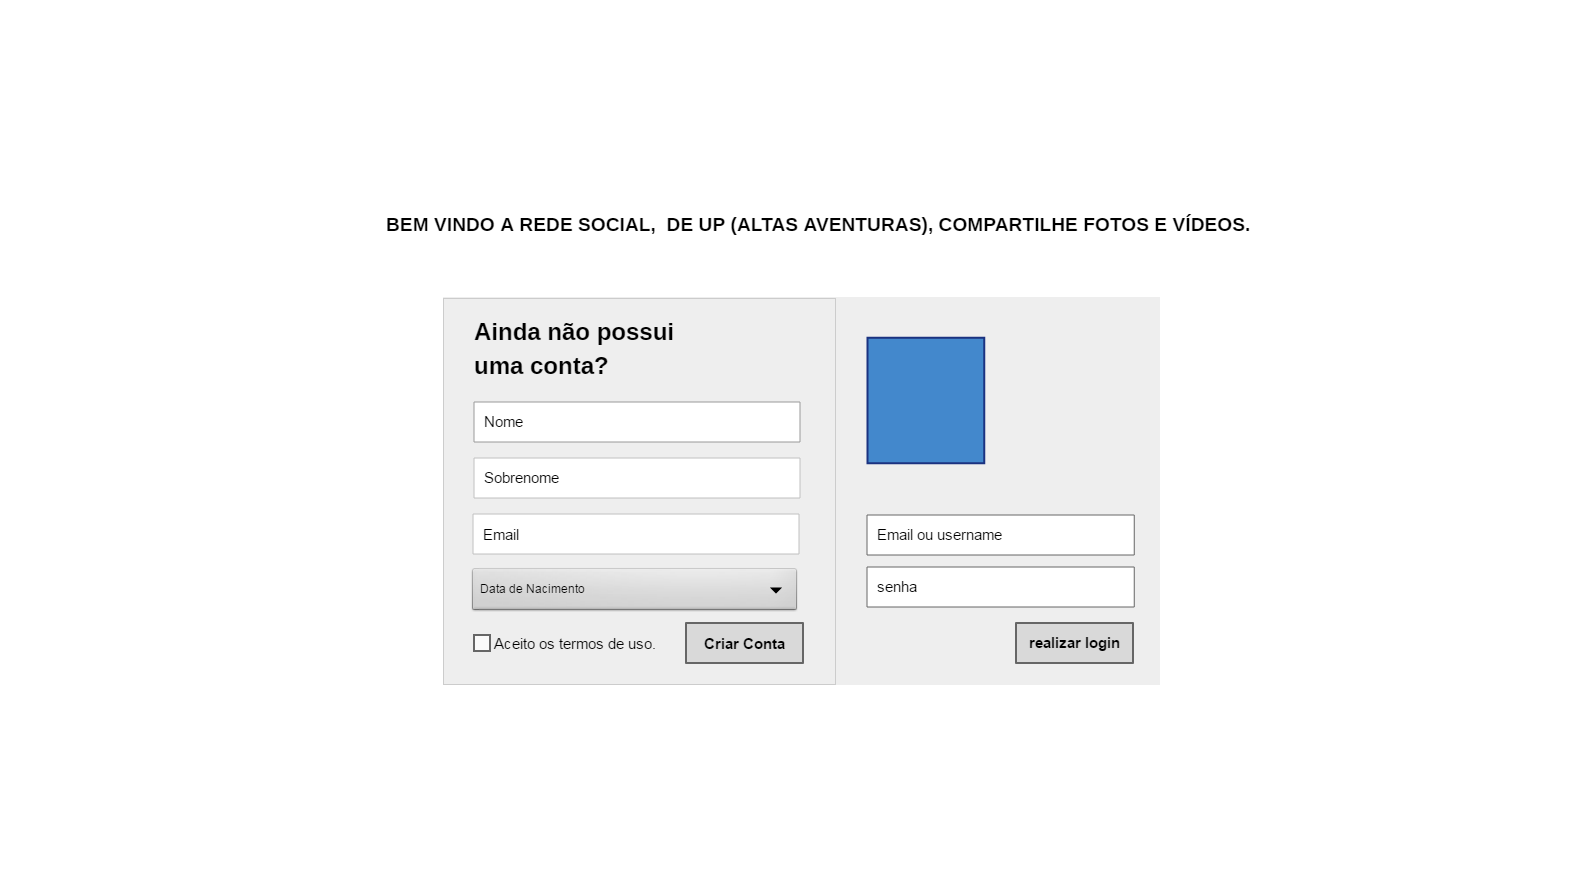 BEM VINDO A REDE SOCIAL,  DE UP (ALTAS AVENTURAS), COMPARTILHE FOTOS E VÍDEOS.
Ainda não possui
uma conta?
Nome
Sobrenome
Email
Data de Nacimento
Aceito os termos de uso.
Criar Conta
Email ou username
senha
realizar login